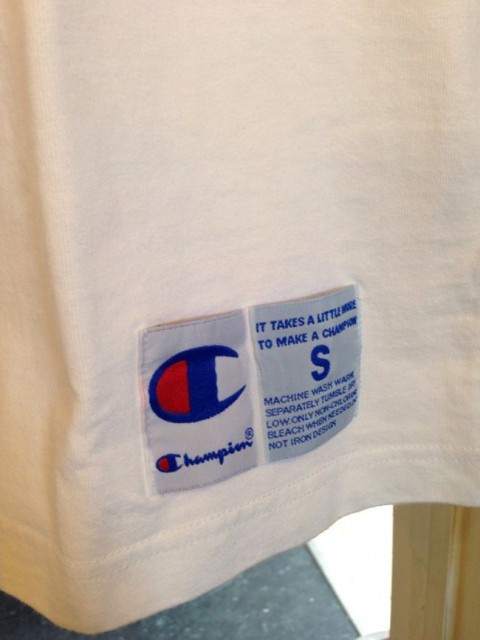 IT TAKES A LITTLE MORE
TO MAKE A CHAMPION
S
MACHINE WASH WARM
SEPARATELY TUMBLE DRY
LOW.ONLY NON-CHLORINE
BLEACH WHEN NEEDED.DO
NOT IRON DESIGN
Champion®